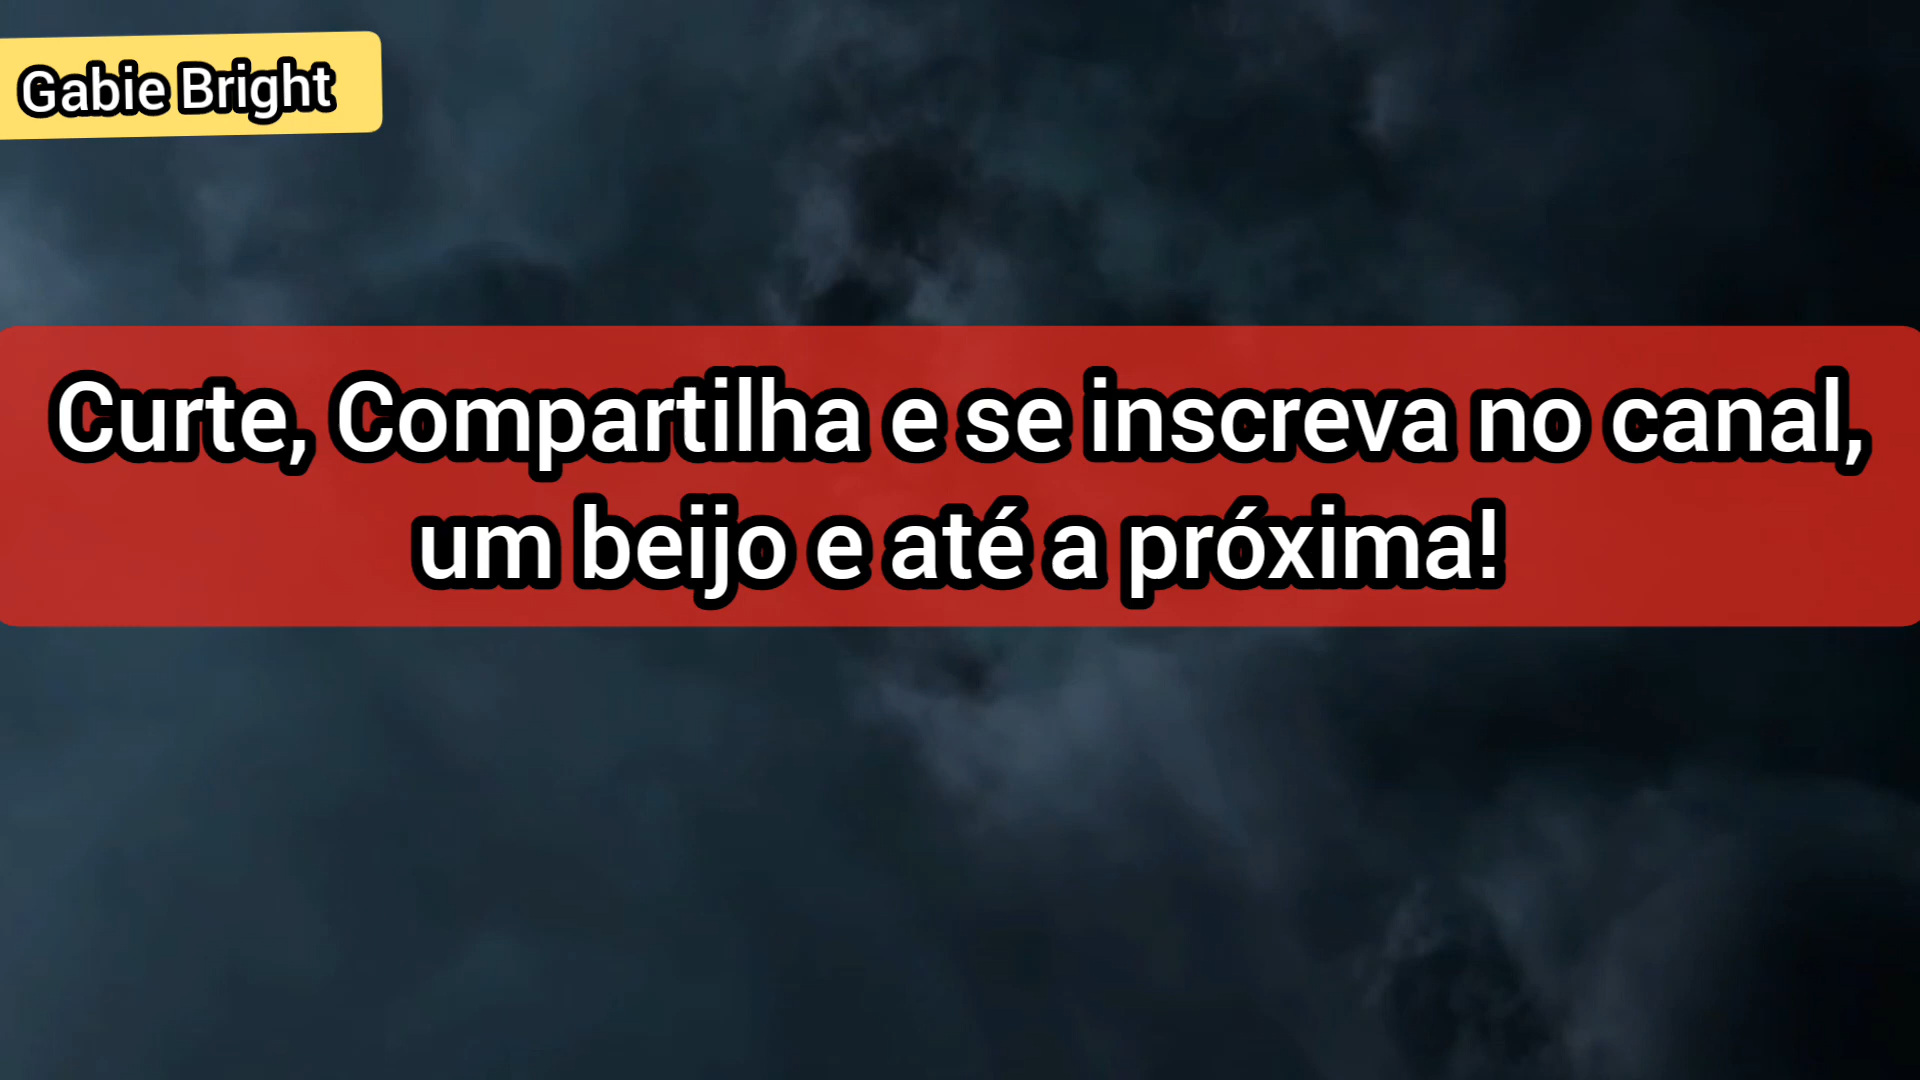 Gabie Bright
Curte, Compartilha e se inscreva no canal,
um beijo e até a próxima!